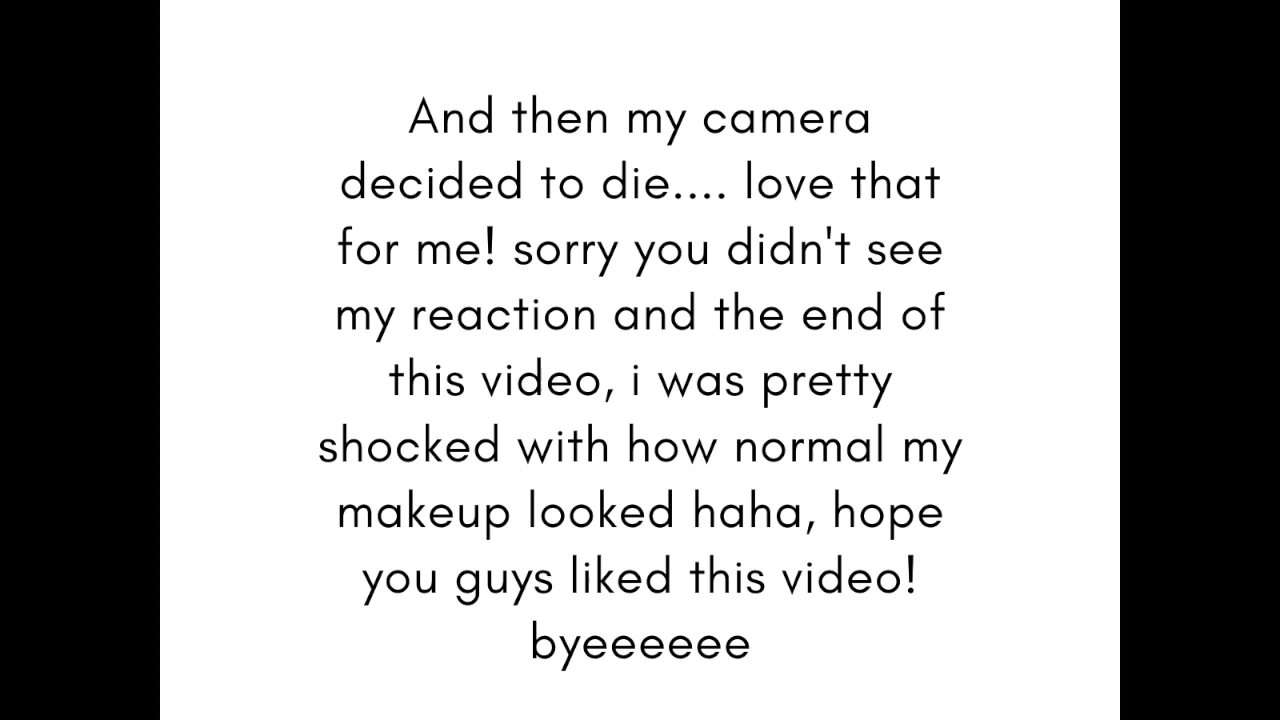 And then my camera
decided to die.... love that
for me! sorry you didn't see
my reaction and the end of
this video, i was pretty
shocked with how normal my
makeup looked haha, hope
you guys liked this video!
byeeeeee